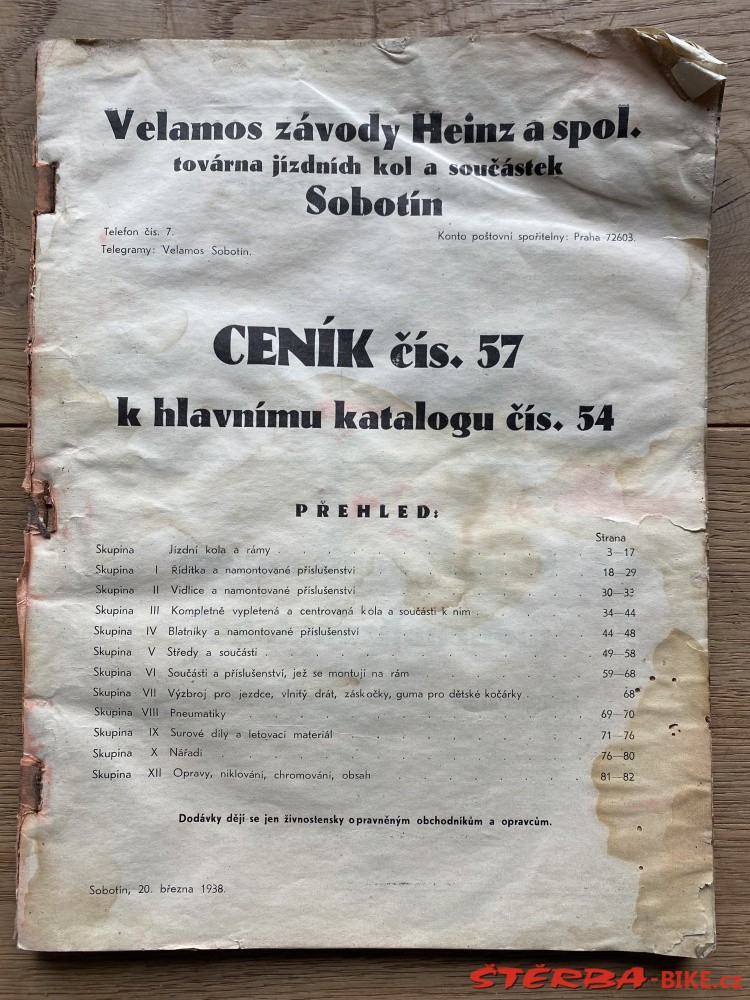 Velamos závody Heinz a spol.
továrna jízdních kol a součástek
Sobotín
Telefon čís. 7.
Telegramy: Velamos Sobotín.
Konto poštovní spořitelny: Praha 72603.
CENÍK čís. 57
k hlavnímu katalogu čís. 54
PŘEHLED:
Strana
Skupina Jízdní kola a rámy 3—17
Skupina I Řídítka a namontované příslušenství 18—29
Skupina II Vidlice a namontované příslušenství 30—33
Skupina III Kompletně vypletená a centrovaná kola a součásti k nim 34—44
Skupina IV Blatníky a namontované příslušenství 44—48
Skupina V Středy a součásti 49—58
Skupina VI Součásti a příslušenství, jež se montují na rám 59—68
Skupina VII Výzbroj pro jezdce, vlnitý drát, záskočky, guma pro dětské kočárky 68
Skupina VIII Pneumatiky 69—70
Skupina IX Surové díly a letovací materiál 71—76
Skupina X Nářadí 76—80
Skupina XII Opravy, niklování, chromování, obsah 81—82
Dodávky dějí se jen živnostensky oprávněným obchodníkům a opravcům.
Sobotín, 20. března 1938.
ŠTĚRBA-BIKE.cz